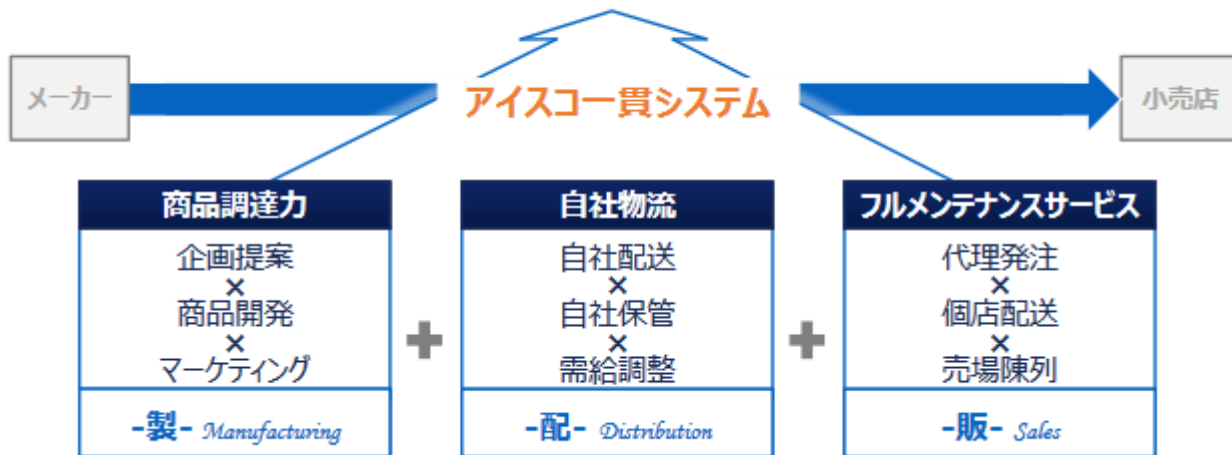 メーカー
アイスコ一貫システム
小売店
商品調達力
企画提案
×
商品開発
×
マーケティング
-製- Manufacturing
+
自社物流
自社配送
×
自社保管
×
需給調整
-配- Distribution
+
フルメンテナンスサービス
代理発注
×
個店配送
×
売場陳列
-販- Sales